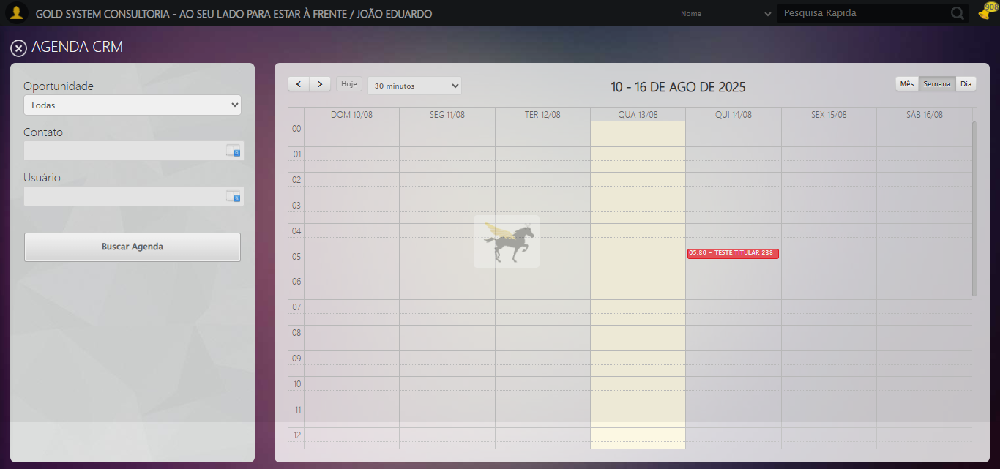 GOLD SYSTEM CONSULTORIA - AO SEU LADO PARA ESTAR À FRENTE / JOÃO EDUARDO
Nome
Pesquisa Rapida
908
AGENDA CRM
Oportunidade
Todas
Contato
Usuário
Buscar Agenda
< >
Hoje
30 minutos
10 - 16 DE AGO DE 2025
Mês Semana Dia
DOM 10/08 SEG 11/08 TER 12/08 QUA 13/08 QUI 14/08 SEX 15/08 SÁB 16/08
00
01
02
03
04
05
05:30 - TESTE TITULAR 233
06
07
08
09
10
11
12